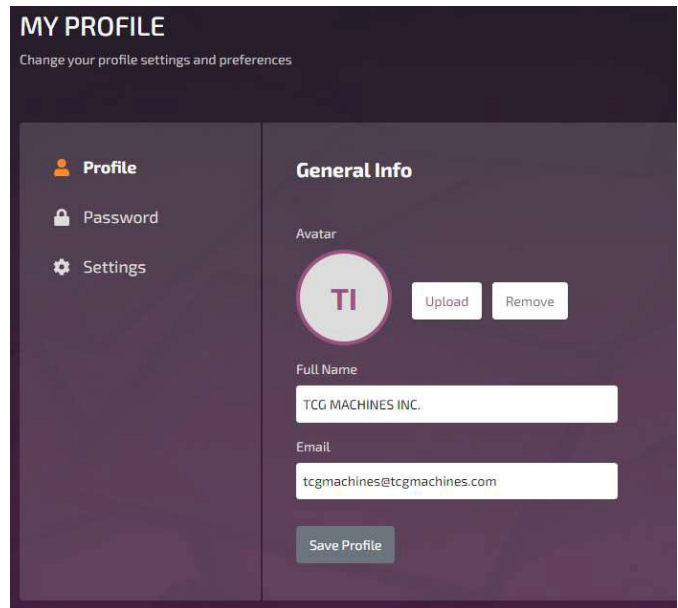 MY PROFILE
Change your profile settings and preferences
Profile
Password
Settings
General Info
Avatar
TI
Upload
Remove
Full Name
TCG MACHINES INC.
Email
tcgmachines@tcgmachines.com
Save Profile